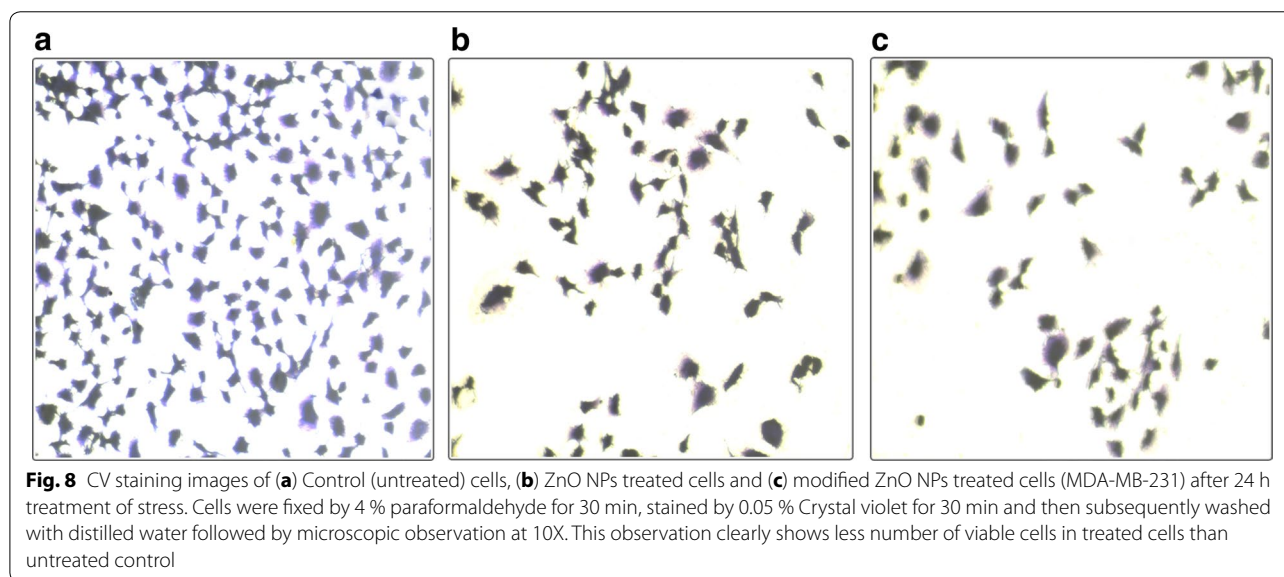 a
b
c
Fig. 8 CV staining images of (a) Control (untreated) cells, (b) ZnO NPs treated cells and (c) modified ZnO NPs treated cells (MDA-MB-231) after 24 h
treatment of stress. Cells were fixed by 4 % paraformaldehyde for 30 min, stained by 0.05 % Crystal violet for 30 min and then subsequently washed
with distilled water followed by microscopic observation at 10X. This observation clearly shows less number of viable cells in treated cells than
untreated control